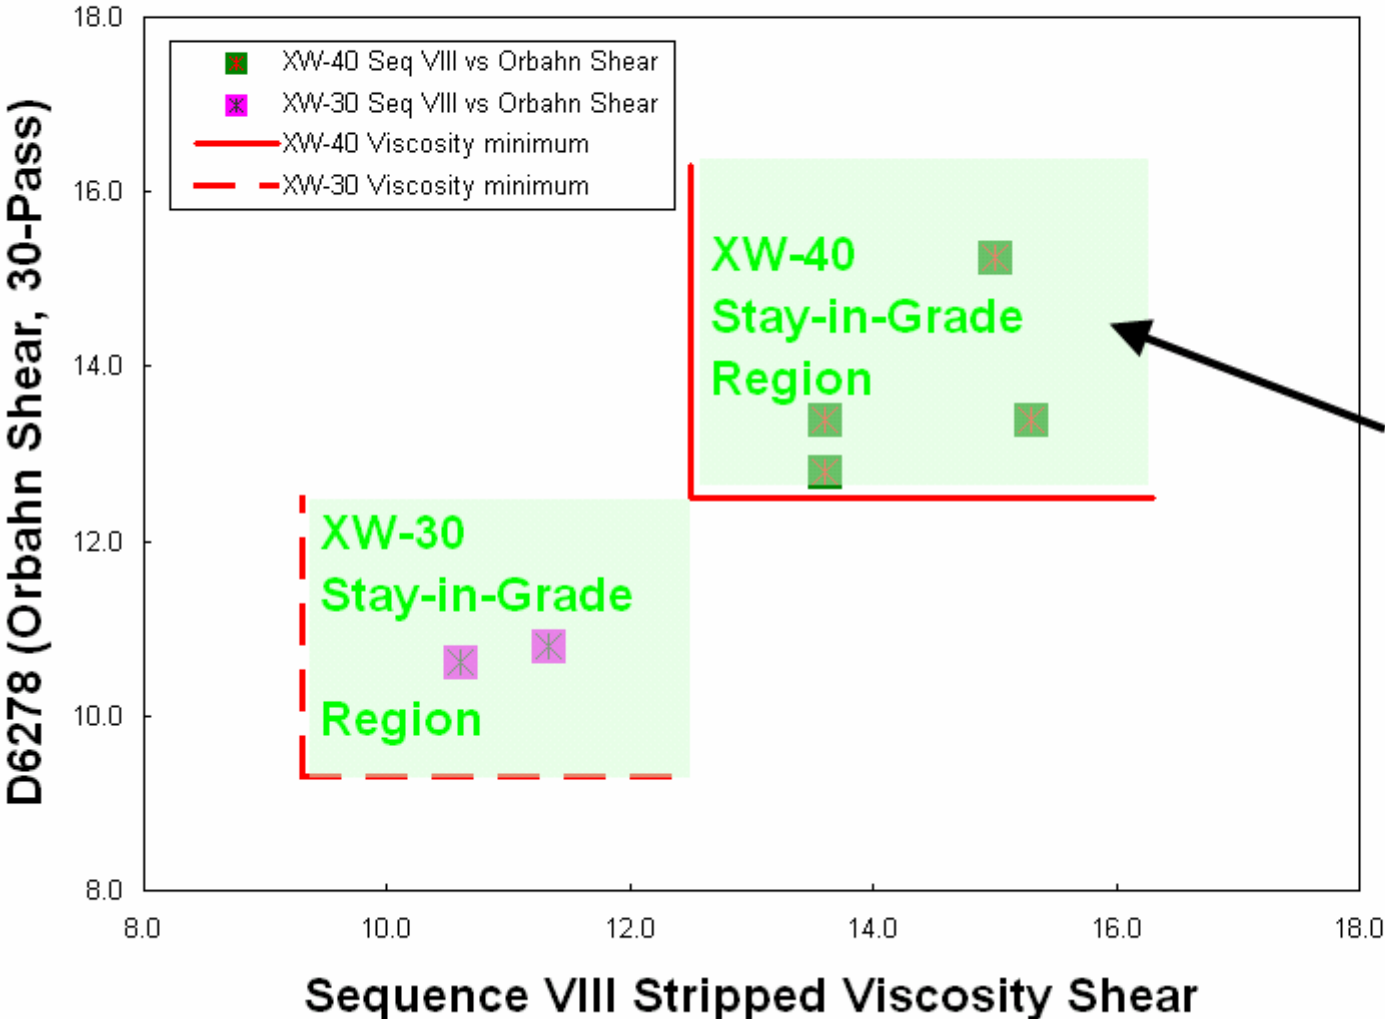 18.0
16.0
14.0
12.0
10.0
8.0
D6278 (Orbahn Shear, 30-Pass)
XW-40 Seq VIII vs Orbahn Shear
XW-30 Seq VIII vs Orbahn Shear
XW-40 Viscosity minimum
XW-30 Viscosity minimum
XW-40
Stay-in-Grade
Region
XW-30
Stay-in-Grade
Region
8.0 10.0 12.0 14.0 16.0 18.0
Sequence VIII Stripped Viscosity Shear